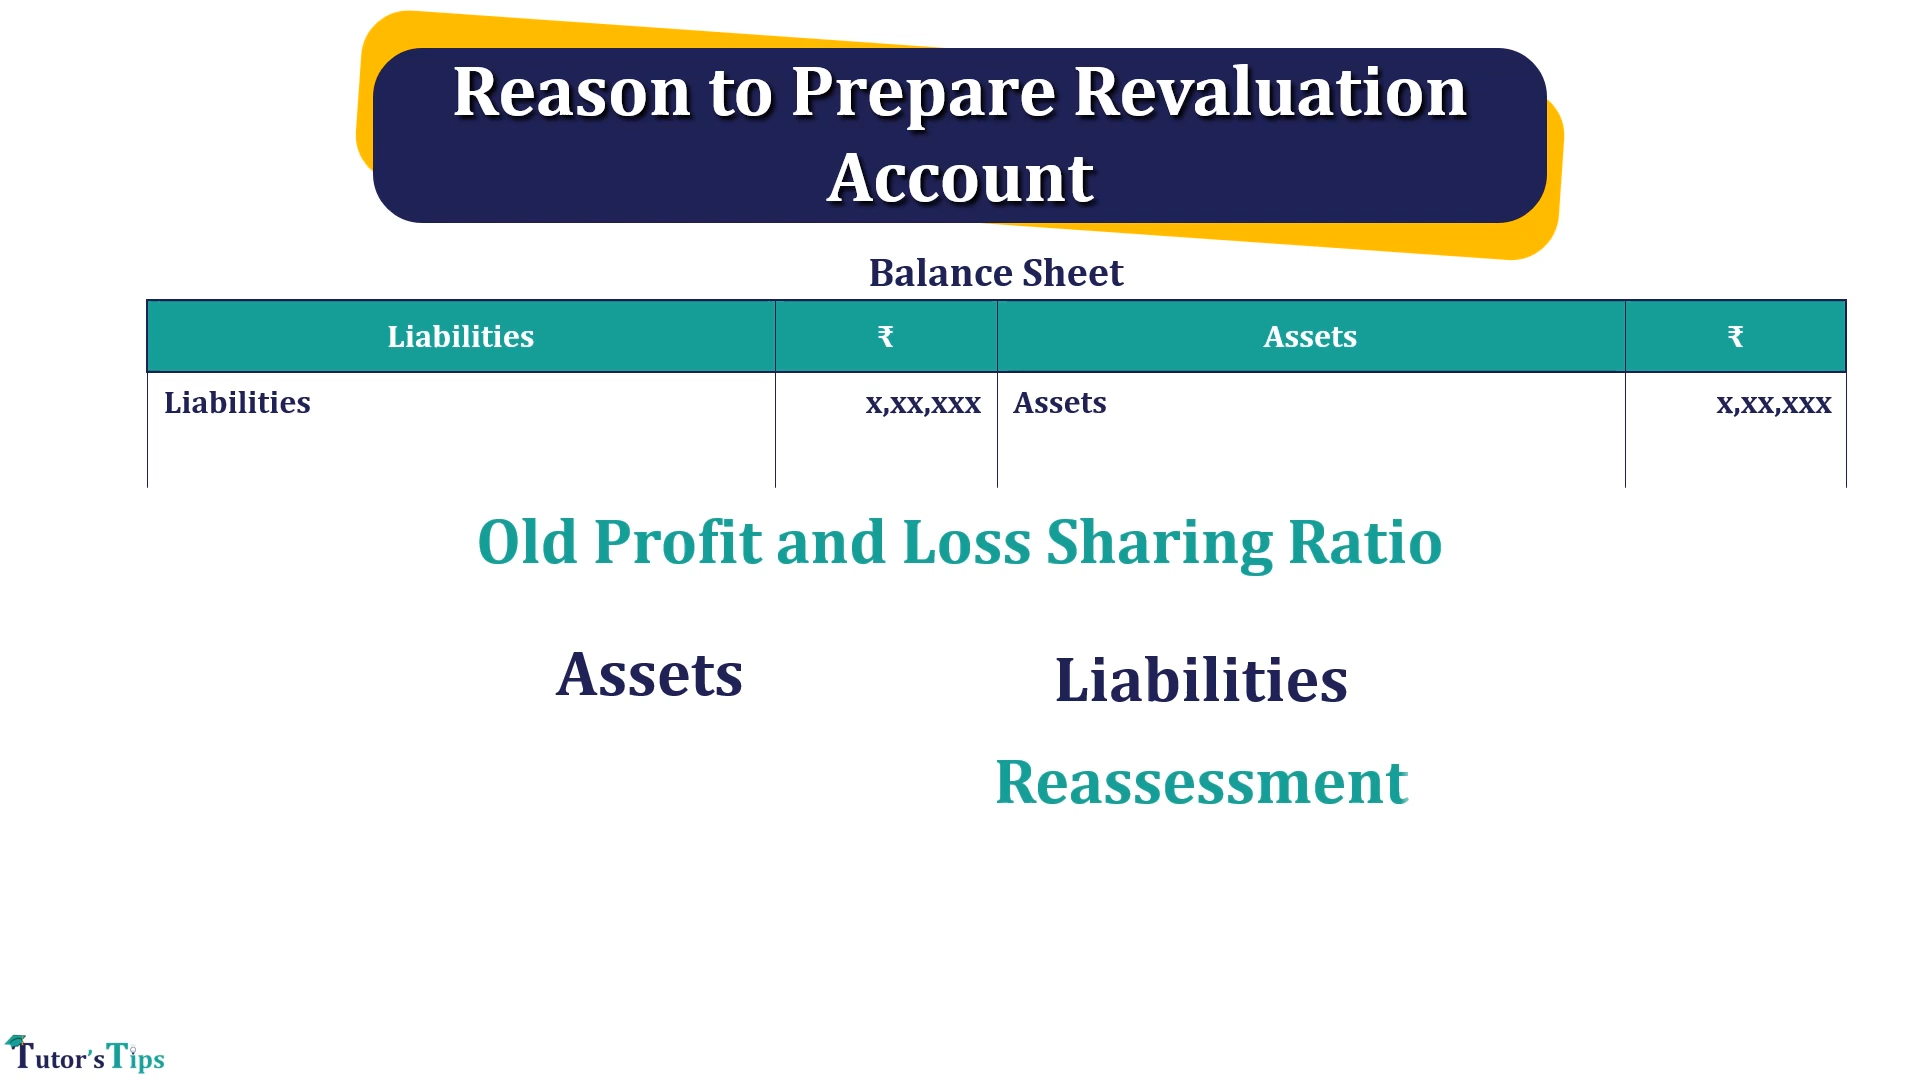 Reason to Prepare Revaluation
Account
Balance Sheet
Liabilities ₹ Assets ₹
Liabilities x,xx,xxx Assets x,xx,xxx
Old Profit and Loss Sharing Ratio
Assets Liabilities
Reassessment
Tutor'sTips